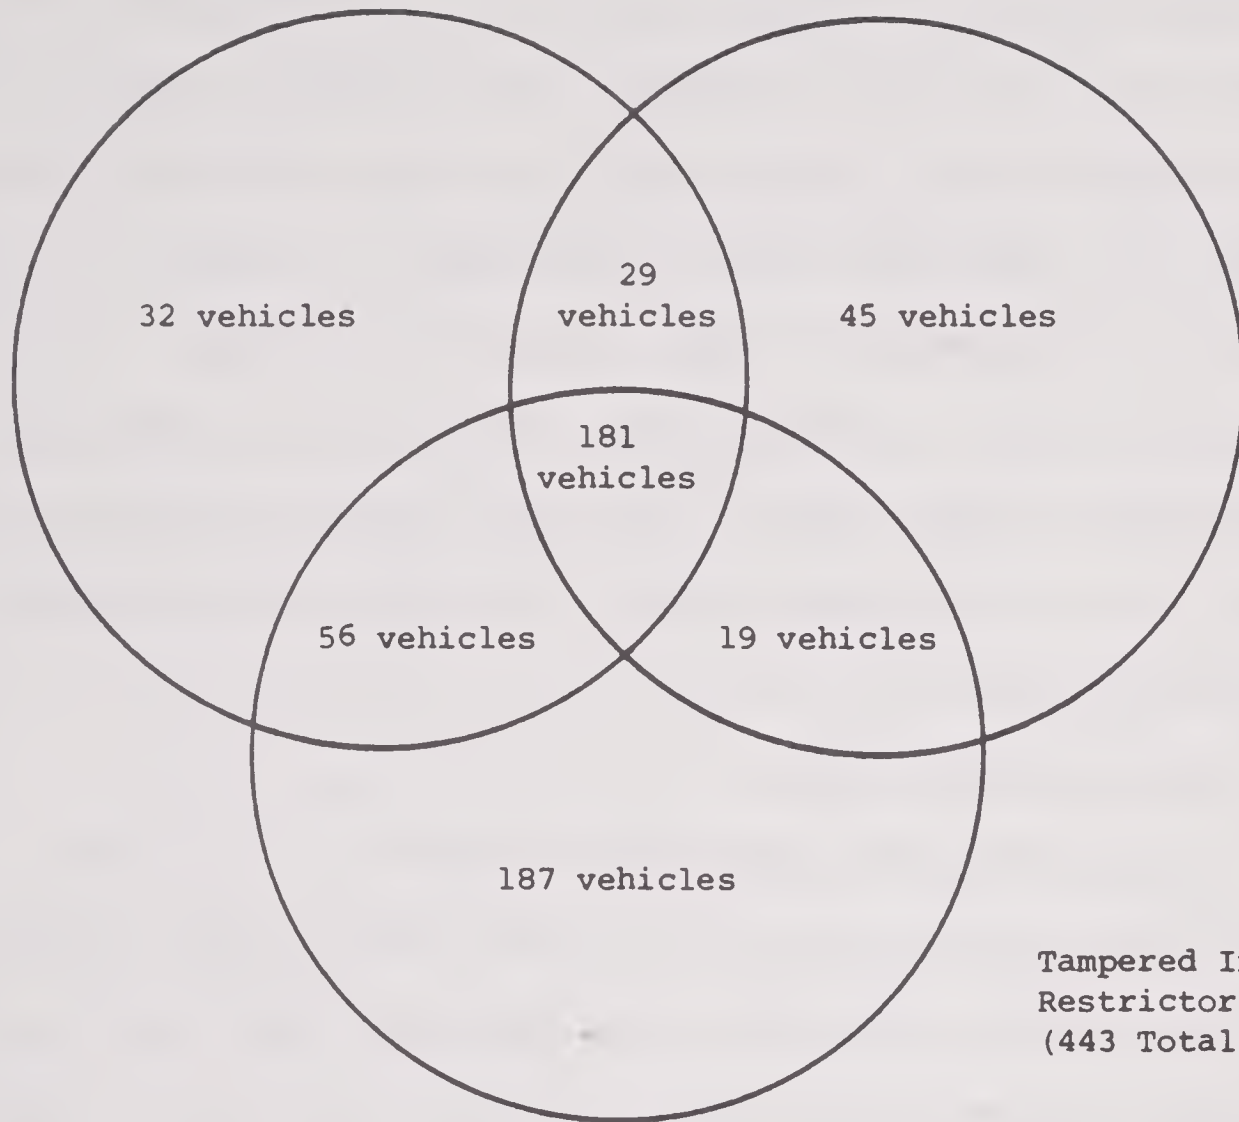 29
32 vehicles
vehicles
45 vehicles
181
vehicles
56 vehicles
19 vehicles
187 vehicles
Tampered
Restrictor
(443 Total